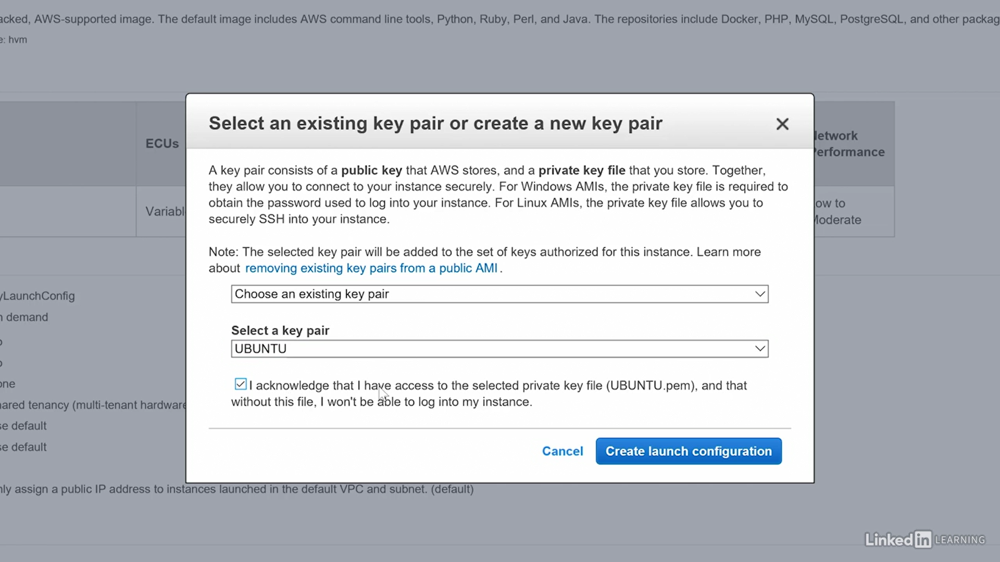 acked, AWS-supported image. The default image includes AWS command line tools, Python, Ruby, Perl, and Java. The repositories include Docker, PHP, MySQL, PostgreSQL, and other packag
e: hvm
Select an existing key pair or create a new key pair
ECUs
etwork
erformance
A key pair consists of a public key that AWS stores, and a private key file that you store. Together,
they allow you to connect to your instance securely. For Windows AMIs, the private key file is required to
obtain the password used to log into your instance. For Linux AMIs, the private key file allows you to
securely SSH into your instance.
Variabl
ow to
Moderate
Note: The selected key pair will be added to the set of keys authorized for this instance. Learn more
about removing existing key pairs from a public AMI.
Choose an existing key pair
yLaunchConfig
n demand
Select a key pair
UBUNTU
o
o
one
I acknowledge that I have access to the selected private key file (UBUNTU.pem), and that
without this file, I won't be able to log into my instance.
ared tenancy (multi-tenant hardware
se default
se default
Cancel
Create launch configuration
nly assign a public IP address to instances launched in the default VPC and subnet. (default)
LinkedIn LEARNING